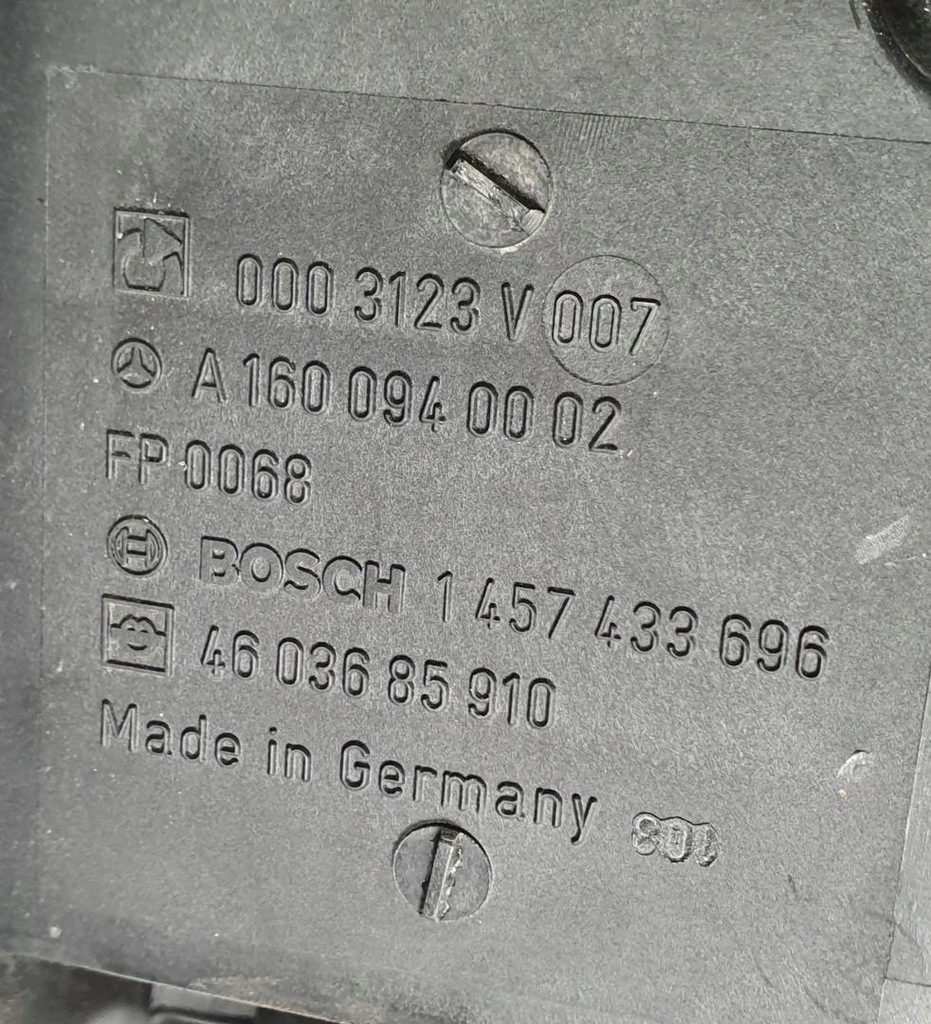 000 3123 V 007
A 160 094 00 02
FP 0068
BOSCH 1 457 433 696
46 036 85 910
Made in Germany